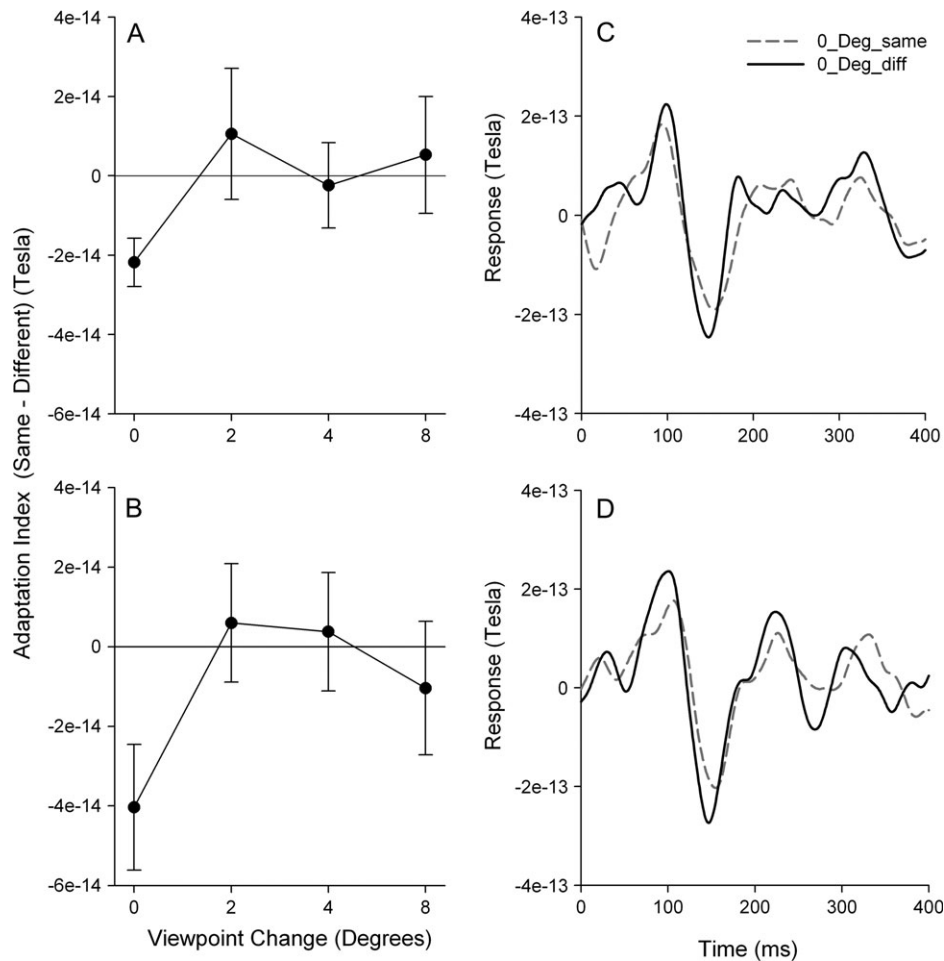 A
4e-14
2e-14
0
-2e-14
-4e-14
-6e-14
0
2
4
8
C
4e-13
2e-13
0
-2e-13
-4e-13
0
100
200
300
400
0_Deg_same
0_Deg_diff
Response (Tesla)
Adaptation Index (Same - Different) (Tesla)
B
4e-14
2e-14
0
-2e-14
-4e-14
-6e-14
0
2
4
8
Viewpoint Change (Degrees)
D
4e-13
2e-13
0
-2e-13
-4e-13
0
100
200
300
400
Response (Tesla)
Time (ms)